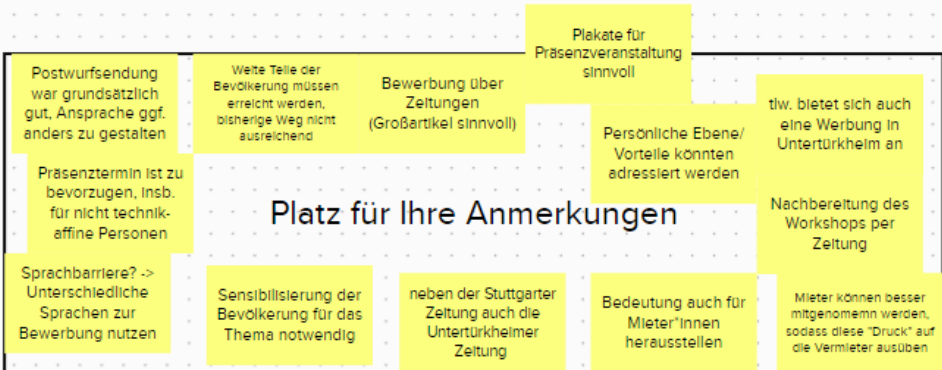 Postwurfsendung
war grundsätzlich
gut, Ansprache ggf.
anders zu gestalten
Weite Teile der
Bevölkerung müssen
erreicht werden,
bisherige Weg nicht
ausreichend
Bewerbung über
Zeitungen
(Großartikel sinnvoll)
Plakate für
Präsenzveranstaltung
sinnvoll
Persönliche Ebene/
Vorteile könnten
adressiert werden
tlw. bietet sich auch
eine Werbung in
Untertürkheim an
Präsenztermin ist zu
bevorzugen, insb.
für nicht technik-
affine Personen
Platz für Ihre Anmerkungen
Nachbereitung des
Workshops per
Zeitung
Sprachbarriere? ->
Unterschiedliche
Sprachen zur
Bewerbung nutzen
Sensibilisierung der
Bevölkerung für das
Thema notwendig
neben der Stuttgarter
Zeitung auch die
Untertürkheimer
Zeitung
Bedeutung auch für
Mieter*innen
herausstellen
Mieter können besser
mitgenomemn werden,
sodass diese "Druck" auf
die Vermieter ausüben